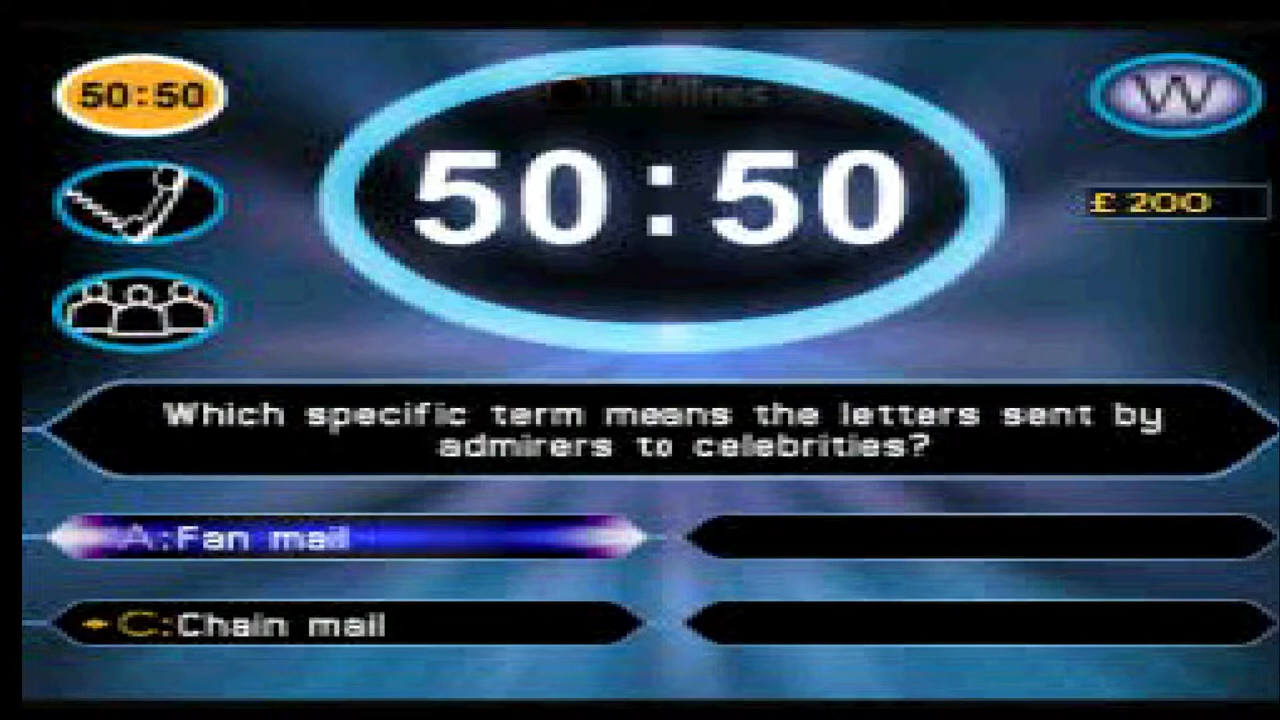 50:50
Lifelines
50:50
W
£ 200
Which specific term means the letters sent by
admirers to celebrities?
A:Fan mail
C:Chain mail